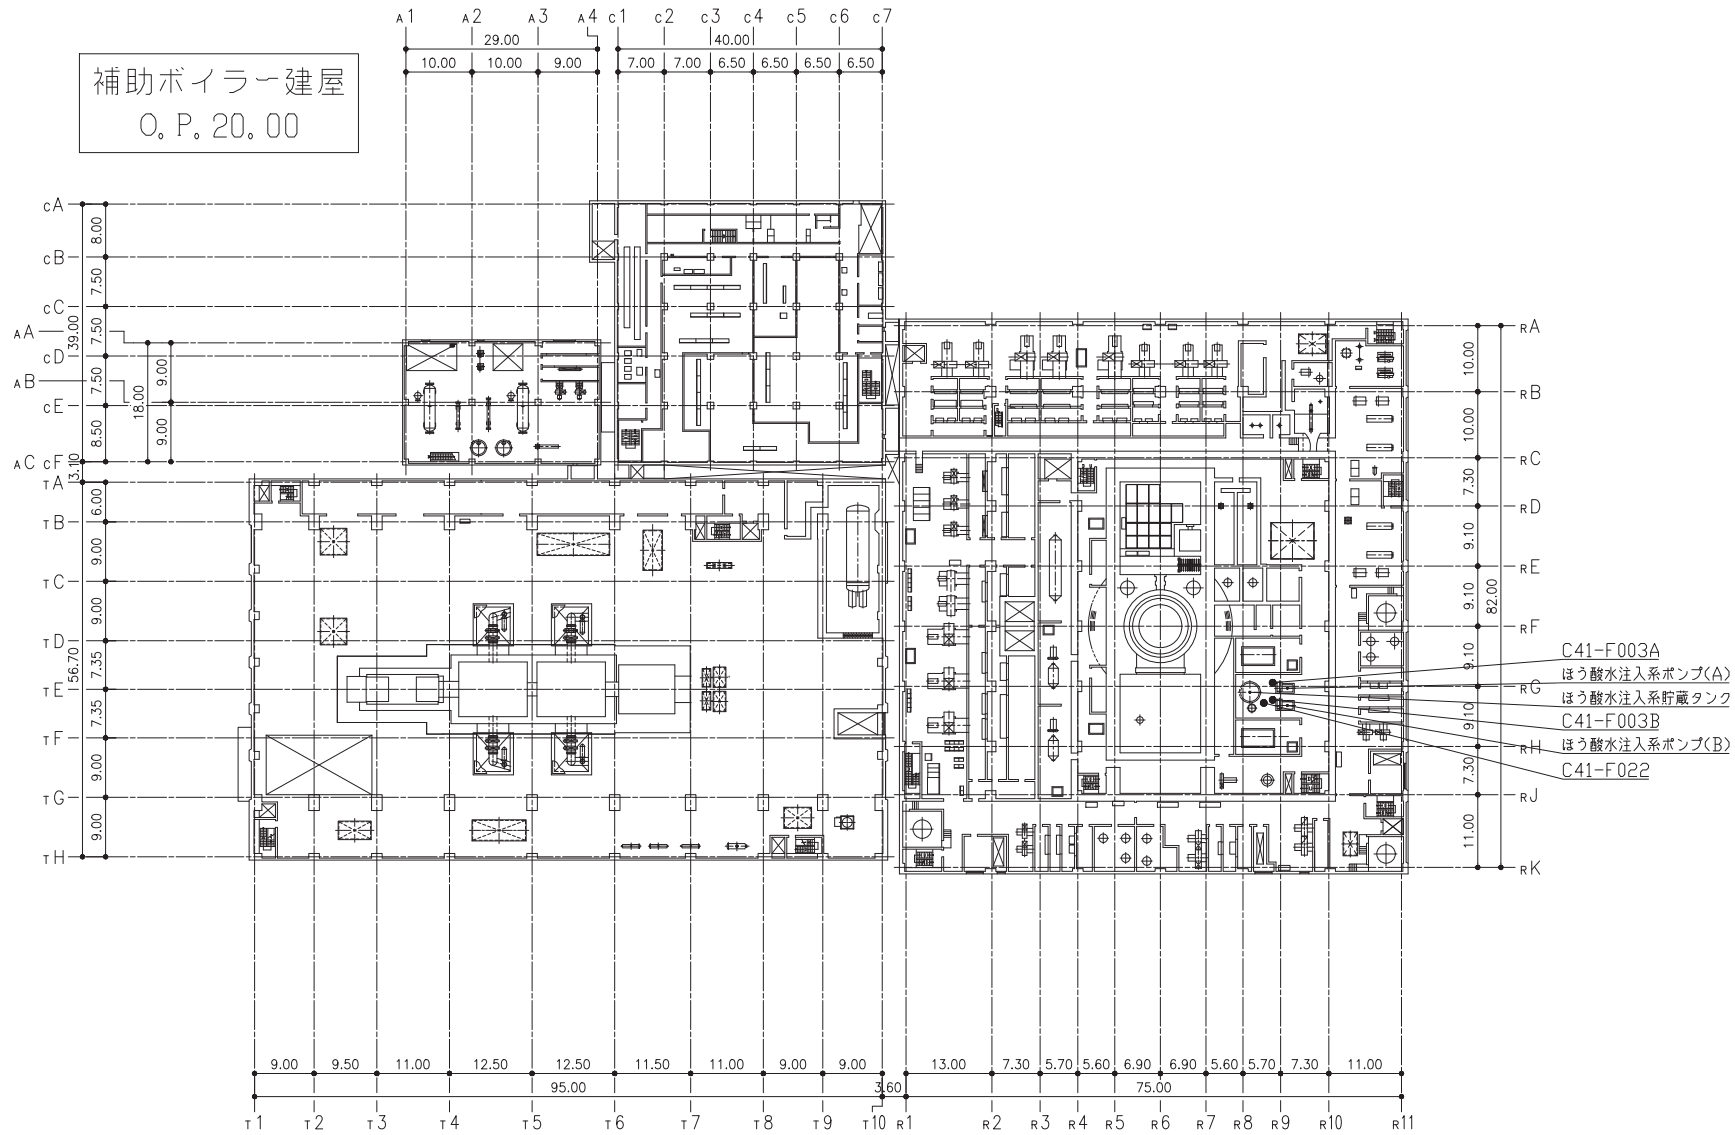 補助ボイラー建屋
O.P.20.00
A1 A2 A3 A4 C1 C2 C3 C4 C5 C6 C7
29.00 40.00
10.00 10.00 9.00 7.00 7.00 6.50 6.50 6.50 6.50
cA
8.00
cB
7.50
cC
39.00
7.50
AA
cD
7.50
AB
cE
8.50
AC cF
18.00
9.00
9.00
3.10
TA
6.00
TB
9.00
TC
9.00
TD
56.70
7.35
TE
7.35
TF
9.00
TG
9.00
TH
RA
10.00
RB
10.00
RC
7.30
RD
9.10
RE
9.10
82.00
RF
9.10
RG
9.10
RH
7.30
RJ
11.00
RK
C41-F003A
ほう酸水注入系ポンプ(A)
ほう酸水注入系貯蔵タンク
C41-F003B
ほう酸水注入系ポンプ(B)
C41-F022
9.00 9.50 11.00 12.50 12.50 11.50 11.00 9.00 9.00 13.00 7.30 5.70 5.60 6.90 6.90 5.60 5.70 7.30 11.00
95.00 3.60 75.00
T1 T2 T3 T4 T5 T6 T7 T8 T9 T10 R1 R2 R3 R4 R5 R6 R7 R8 R9 R10 R11